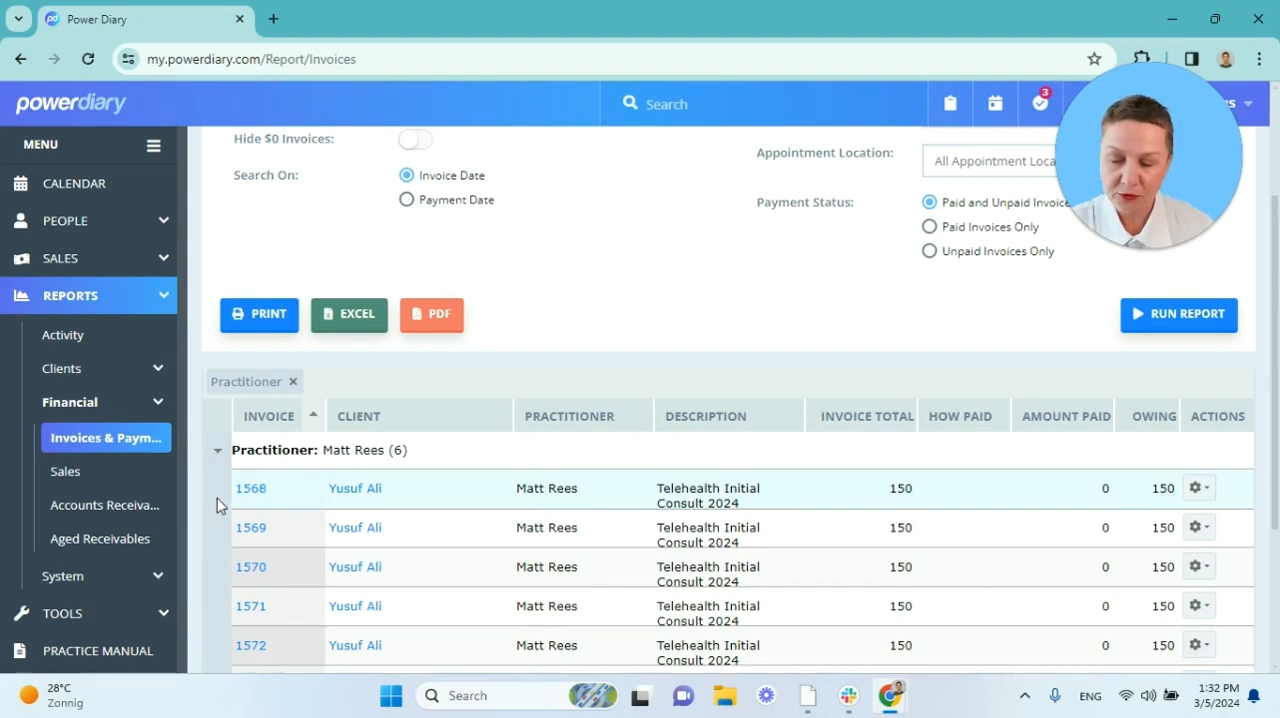 Power Diary
my.powerdiary.com/Report/Invoices
powerdiary
Search
3
MENU
CALENDAR
PEOPLE
SALES
REPORTS
Activity
Clients
Financial
Invoices & Paym...
Sales
Accounts Receiva...
Aged Receivables
System
TOOLS
PRACTICE MANUAL
Hide $0 Invoices:
Search On:
Invoice Date
Payment Date
Appointment Location:
All Appointment Loca
Payment Status:
Paid and Unpaid Invoice
Paid Invoices Only
Unpaid Invoices Only
PRINT
EXCEL
PDF
RUN REPORT
Practitioner
INVOICE CLIENT PRACTITIONER DESCRIPTION INVOICE TOTAL HOW PAID AMOUNT PAID OWING ACTIONS
Practitioner: Matt Rees (6)
1568 Yusuf Ali Matt Rees Telehealth Initial 150 0 150
Consult 2024
1569 Yusuf Ali Matt Rees Telehealth Initial 150 0 150
Consult 2024
1570 Yusuf Ali Matt Rees Telehealth Initial 150 0 150
Consult 2024
1571 Yusuf Ali Matt Rees Telehealth Initial 150 0 150
Consult 2024
1572 Yusuf Ali Matt Rees Telehealth Initial 150 0 150
Consult 2024
28°C
Zonnig
Search
ENG
1:32 PM
3/5/2024